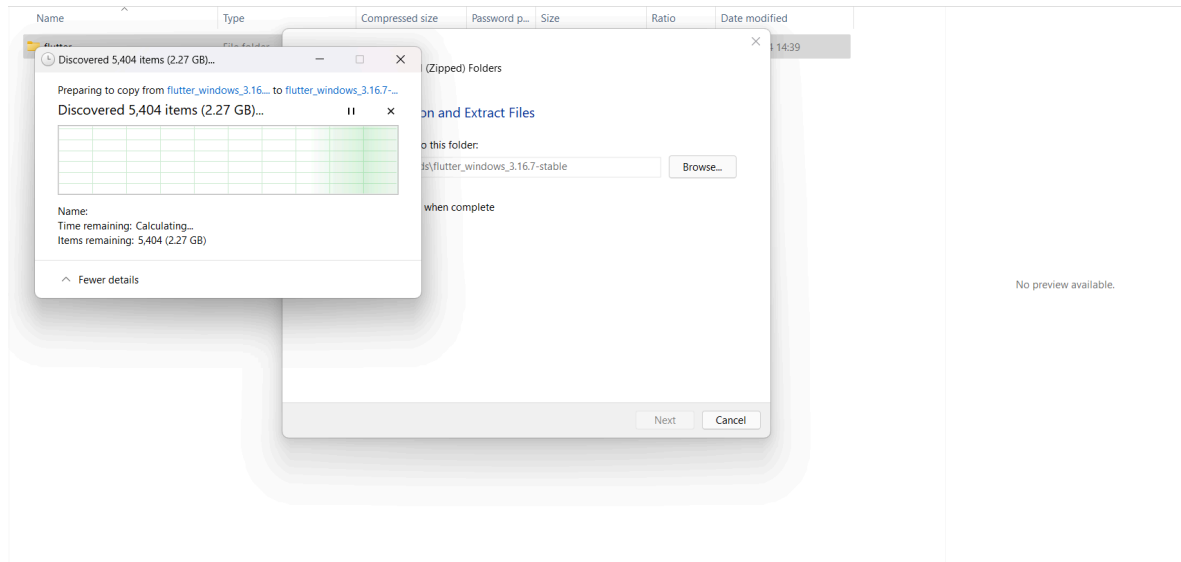 Name Type Compressed size Password p... Size Ratio Date modified
flutter File folder 14:39
Discovered 5,404 items (2.27 GB)...
(Zipped) Folders
Preparing to copy from flutter_windows_3.16.... to flutter_windows_3.16.7-...
Discovered 5,404 items (2.27 GB)...
and Extract Files
this folder:
\flutter_windows_3.16.7-stable Browse...
when complete
Name:
Time remaining: Calculating...
Items remaining: 5,404 (2.27 GB)
Fewer details
No preview available.
Next Cancel